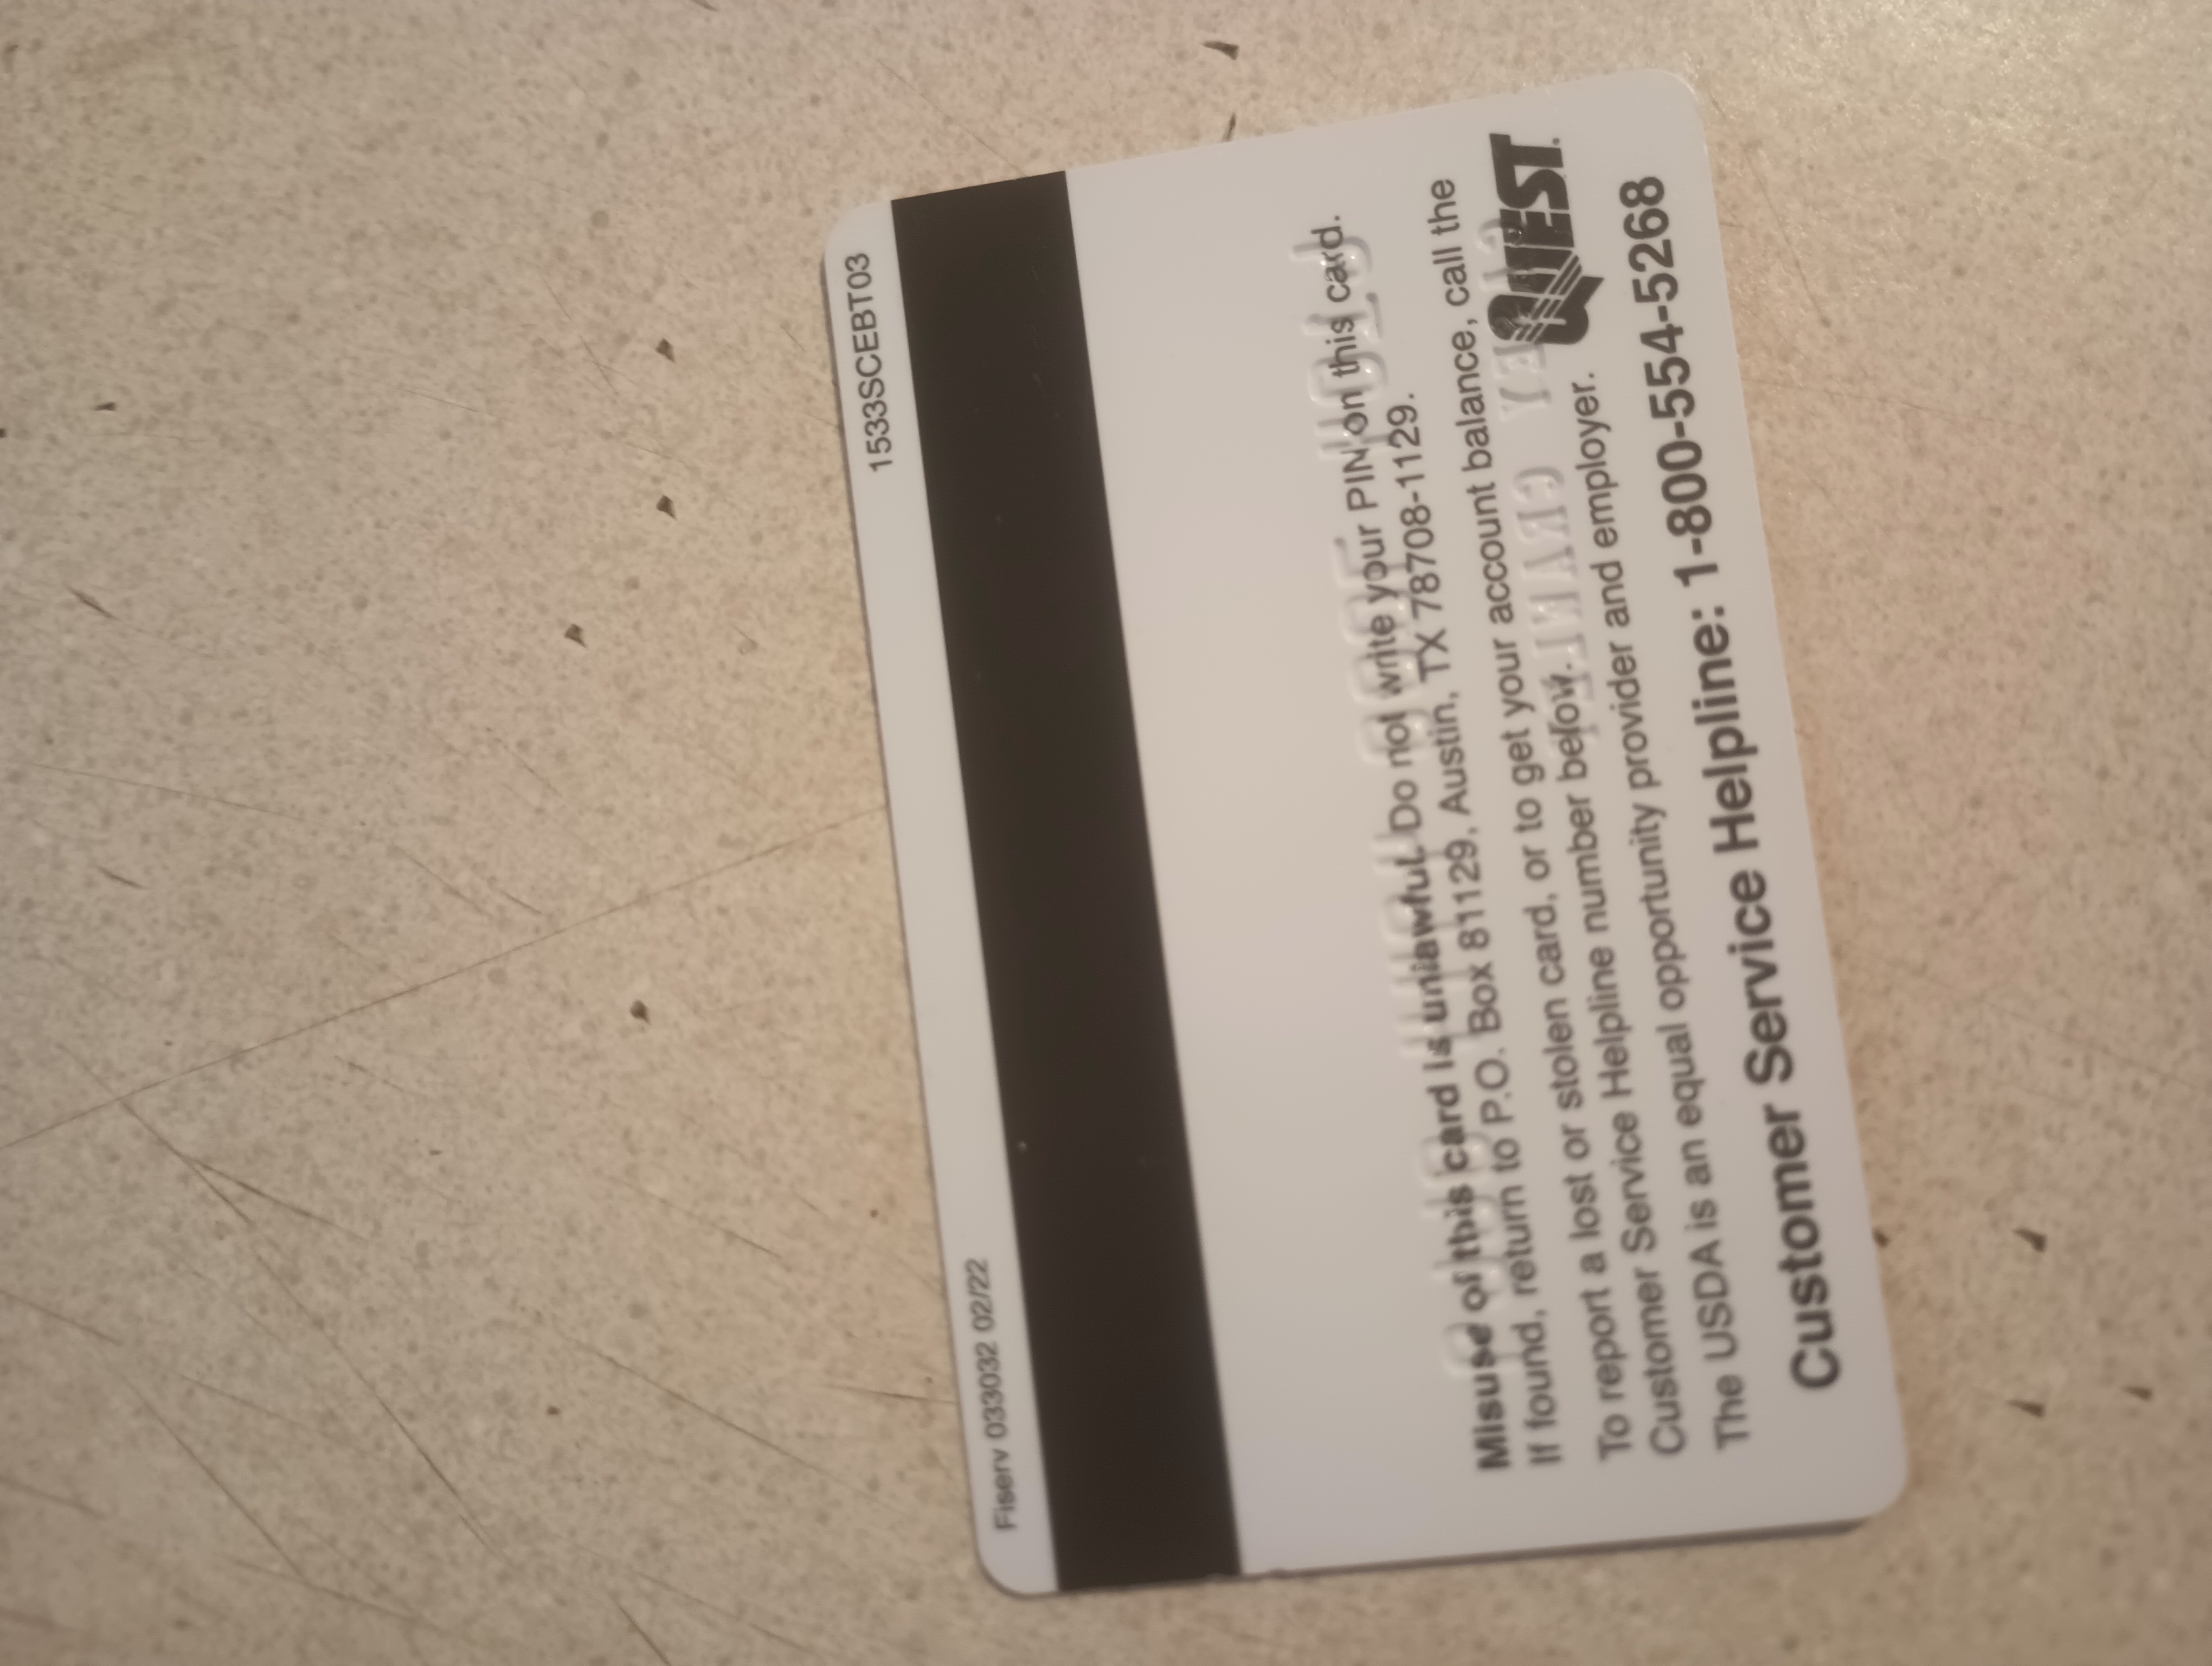 1533SCEBT03
Fiserv 033032 02/22
Misuse of this card is unlawful. Do not write your PIN on this card.
If found, return to P.O. Box 81129, Austin, TX 78708-1129.
To report a lost or stolen card, or to get your account balance, call the
Customer Service Helpline number below.
The USDA is an equal opportunity provider and employer.
QUEST
Customer Service Helpline: 1-800-554-5268